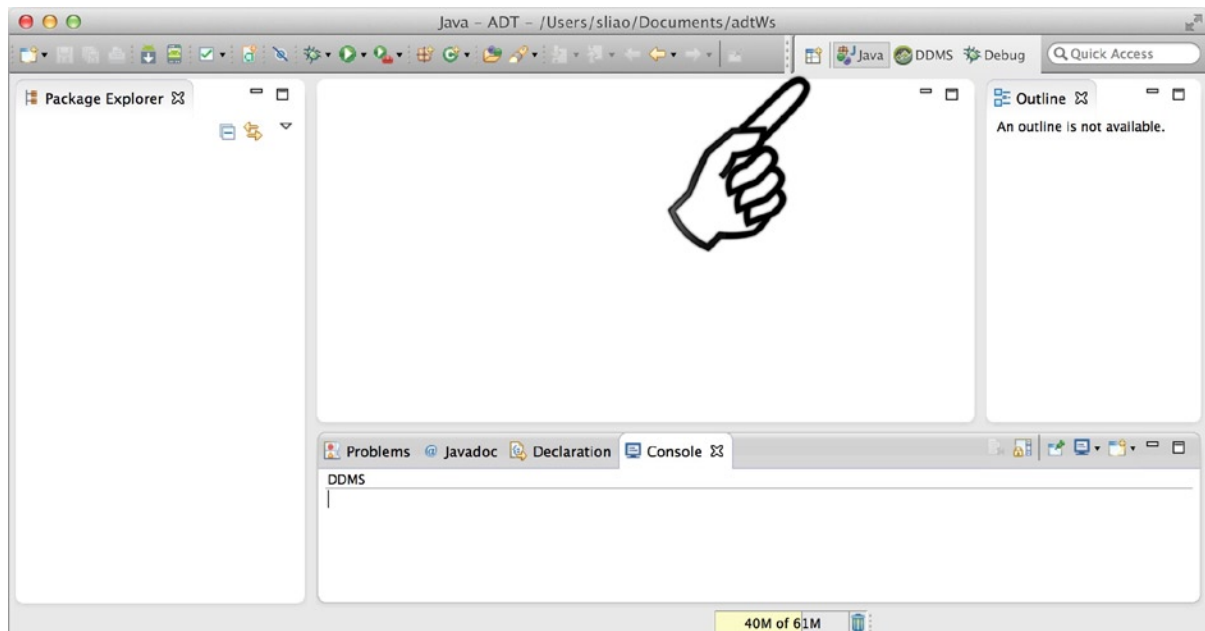 Java - ADT - /Users/sliao/Documents/adtWs
Java DDMS Debug Quick Access
Package Explorer
Outline
An outline is not available.
Problems @ Javadoc Declaration Console
DDMS
40M of 61M